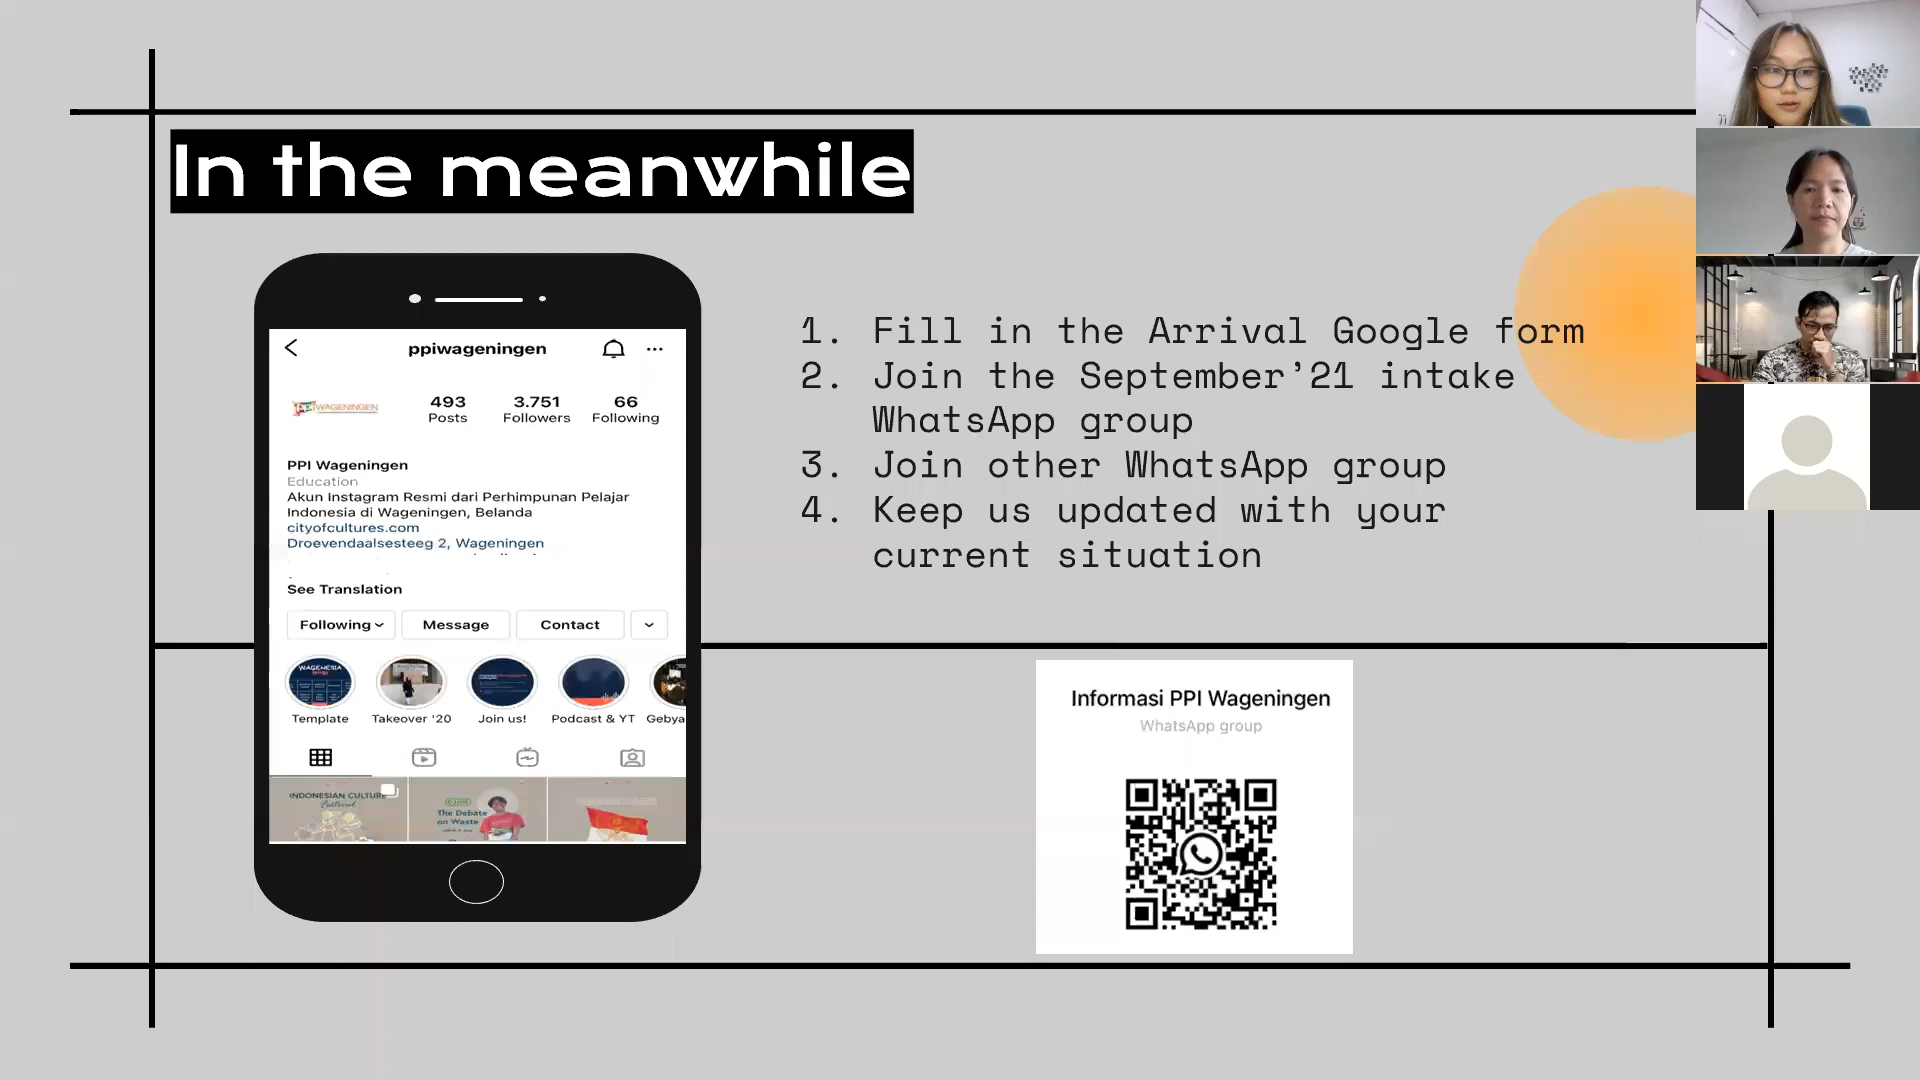 In the meanwhile
ppiwageningen
PPIWAGENINGEN
493
3.751
66
Posts
Followers
Following
PPI Wageningen
Education
Akun Instagram Resmi dari Perhimpunan Pelajar
Indonesia di Wageningen, Belanda
cityofcultures.com
Droevendaalsesteeg 2, Wageningen
See Translation
Following
Message
Contact
WAGENESIA
Template
Takeover '20
Join us!
Podcast & YT
Gebya
INDONESIAN CULTURE
Festival
The Debate
on Waste
1. Fill in the Arrival Google form
2. Join the September’21 intake
WhatsApp group
3. Join other WhatsApp group
4. Keep us updated with your
current situation
Informasi PPI Wageningen
WhatsApp group